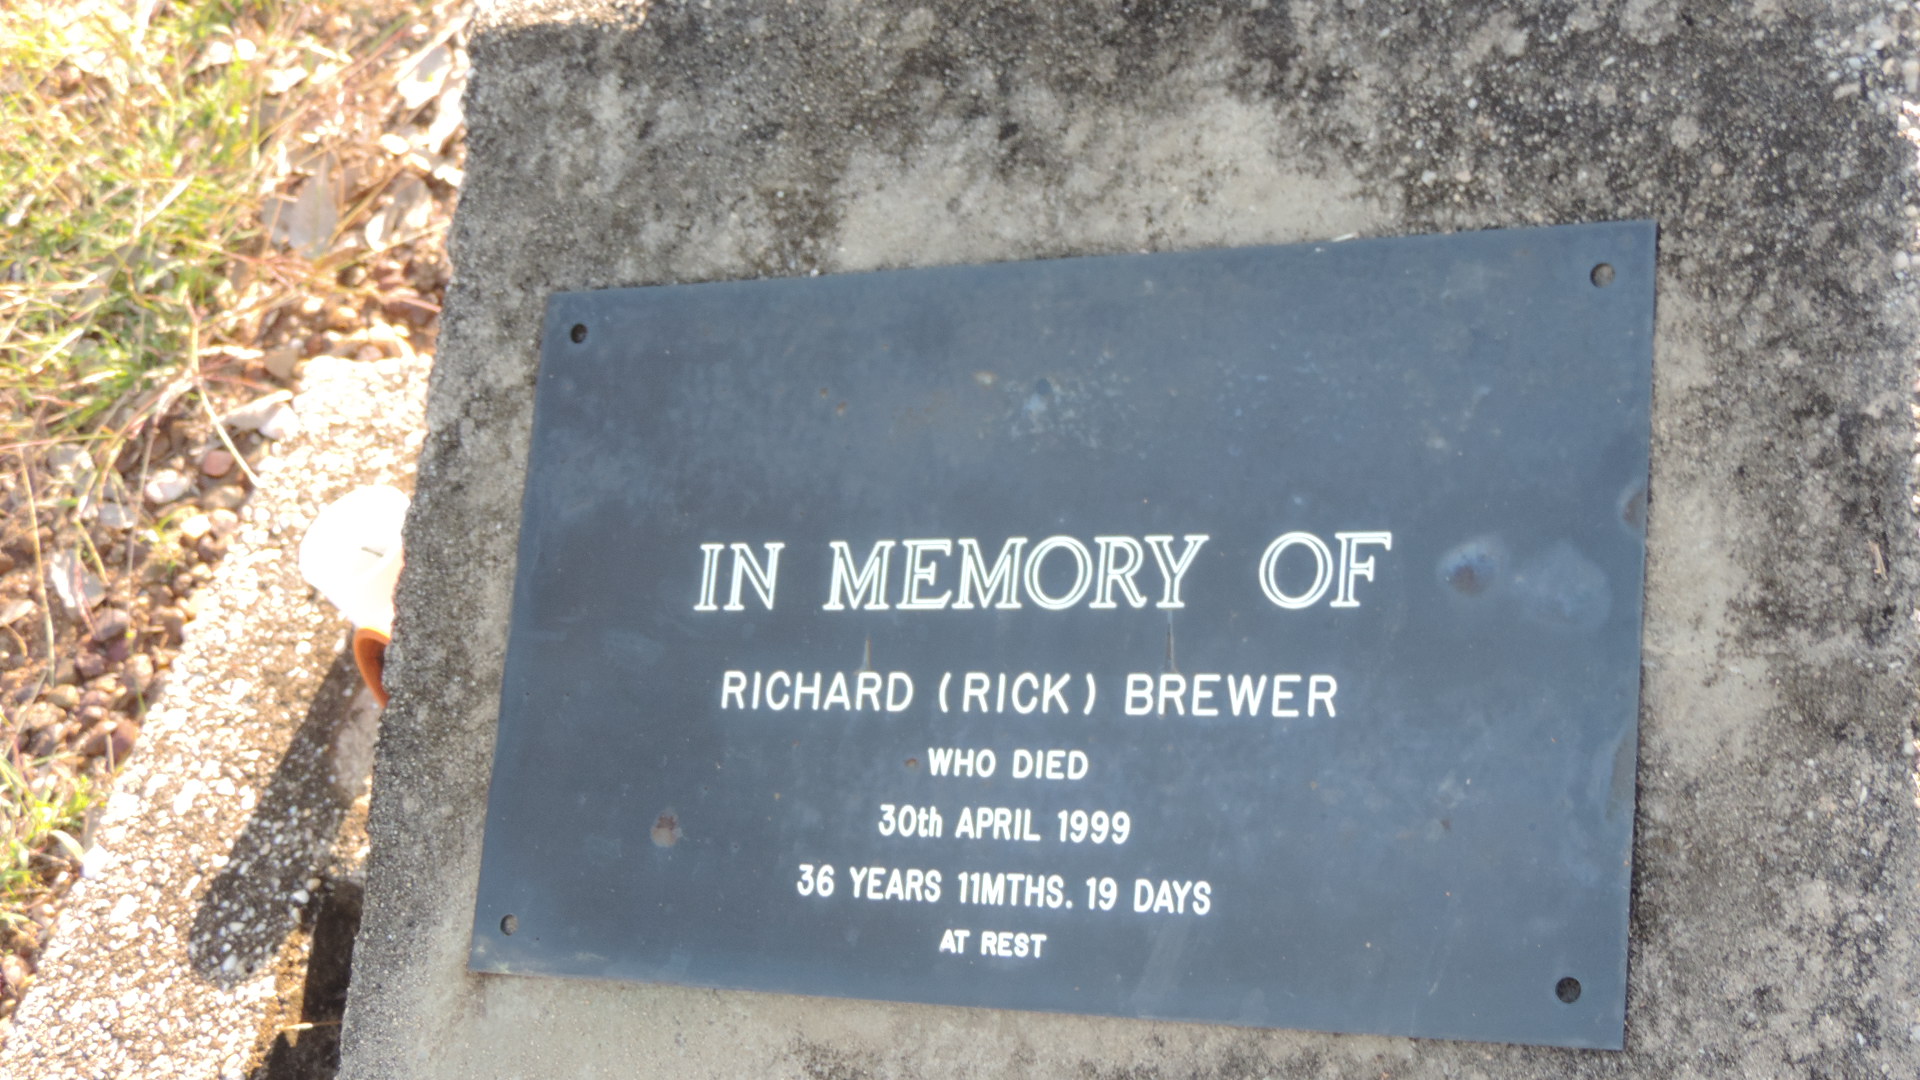 IN MEMORY OF
RICHARD (RICK) BREWER
WHO DIED
30th APRIL 1999
36 YEARS 11MTHS. 19 DAYS
AT REST